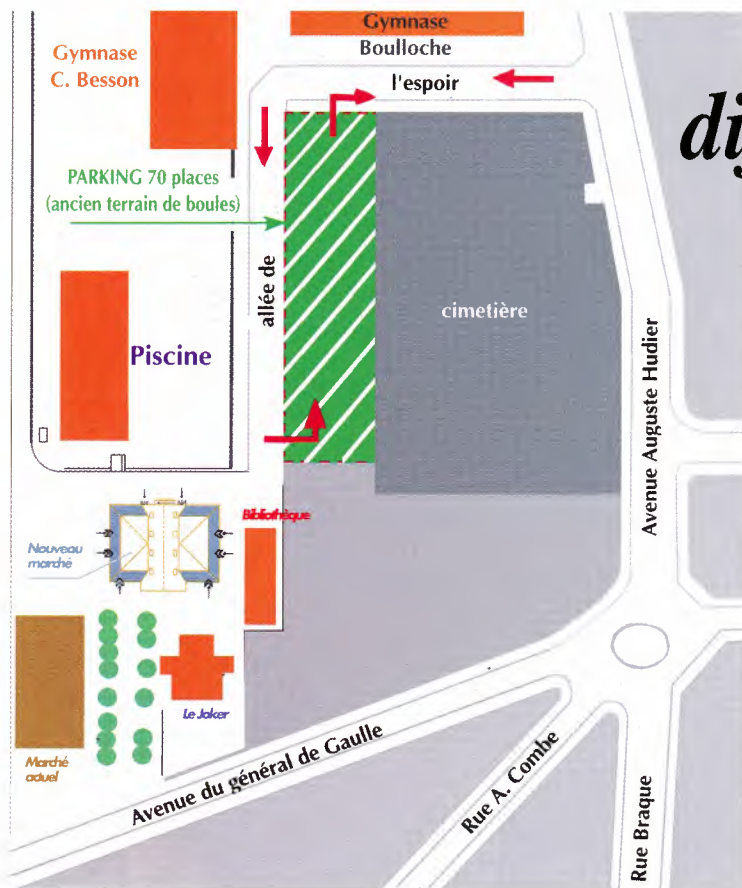 Gymnase
Boulloche
Gymnase
C. Besson
l'espoir
PARKING 70 places
(ancien terrain de boules)
allée de
cimetière
Piscine
Avenue Auguste Hudier
Bibliothèque
Nouveau
marché
Le Joker
Marché
actuel
Avenue du général de Gaulle
Rue A. Combe
Rue Braque